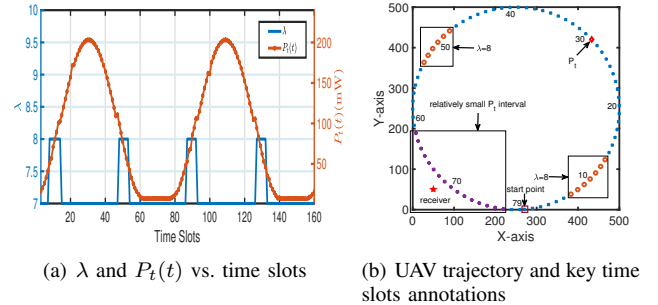 10
9.5
9
8.5
8
7.5
7
λ
λ
P_t(t)
200
150
100
50
P_t(t)(mW)
20 40 60 80 100 120 140 160
Time Slots
(a) λ and P_t(t) vs. time slots
500
400
300
200
100
0
Y-axis
40
50
λ=8
30
P_t
relatively small P_t interval
20
60
λ=8
10
70
receiver
start point
79
0 100 200 300 400 500
X-axis
(b) UAV trajectory and key time
slots annotations